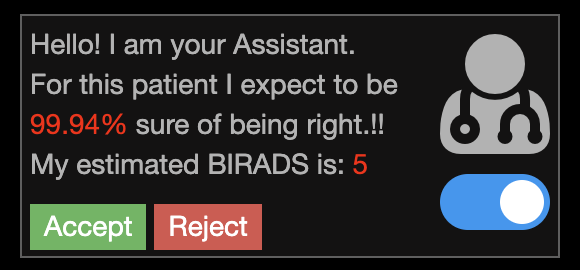 Hello! I am your Assistant.
For this patient I expect to be
99.94% sure of being right.!!
My estimated BIRADS is: 5
Accept Reject